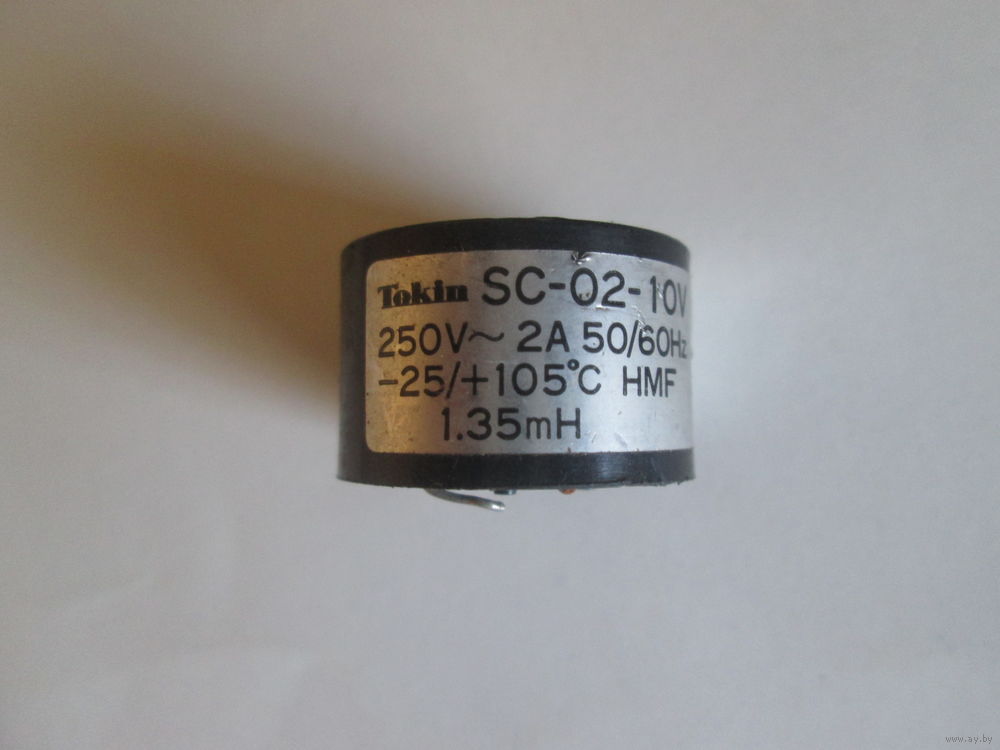 Tokin SC-02-10V
250V~ 2A 50/60Hz
-25/+105°C HMF
1.35mH
www.ay.by